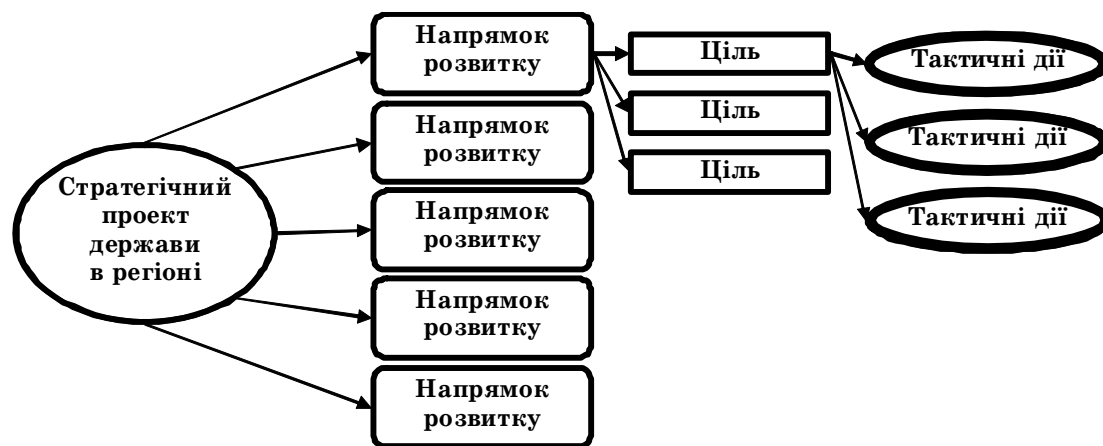 Стратегічний
проект
держави
в регіоні
Напрямок
розвитку
Напрямок
розвитку
Напрямок
розвитку
Напрямок
розвитку
Напрямок
розвитку
Ціль
Ціль
Ціль
Тактичні дії
Тактичні дії
Тактичні дії